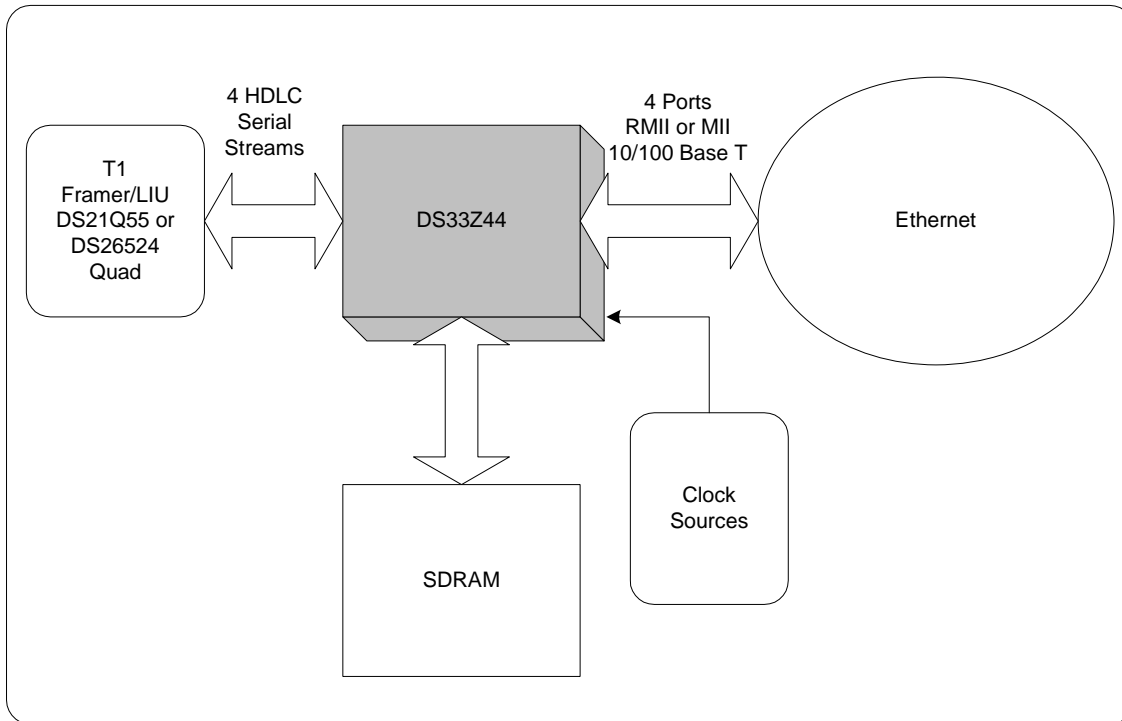 4 HDLC
Serial
Streams
4 Ports
RMII or MII
10/100 Base T
T1
Framer/LIU
DS21Q55 or
DS26524
Quad
DS33Z44
Ethernet
Clock
Sources
SDRAM